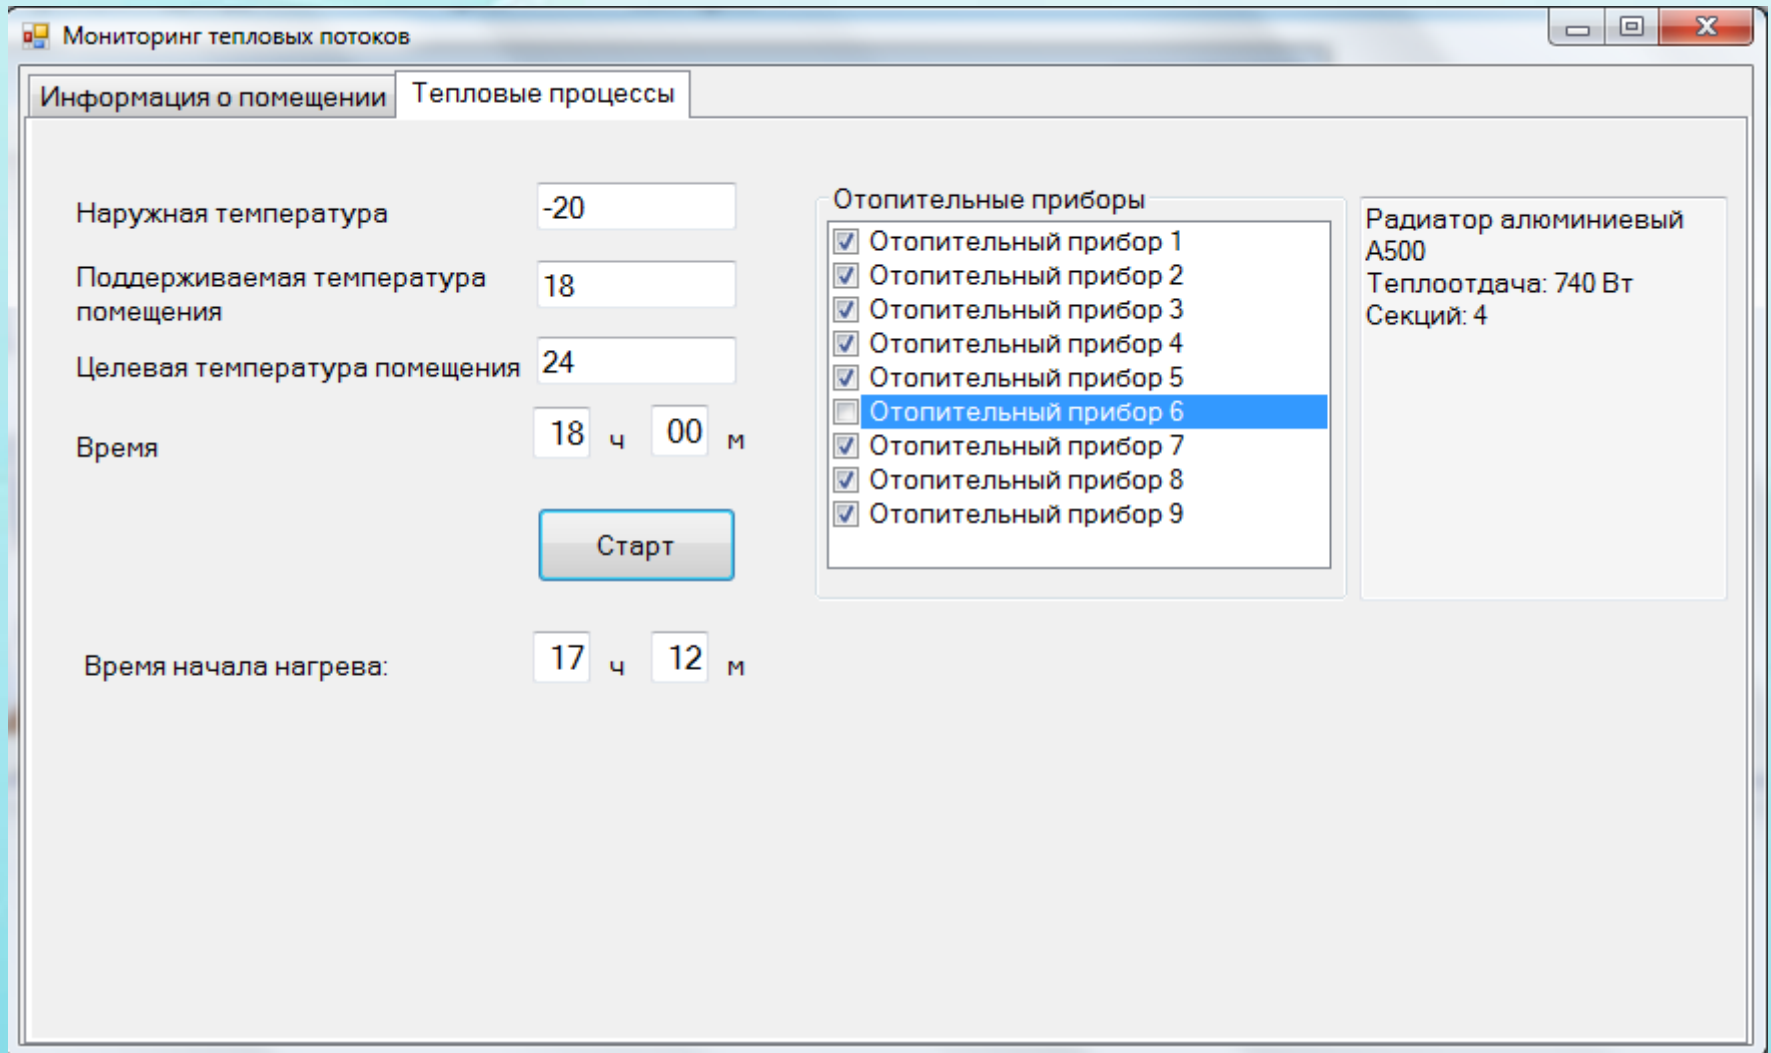 Мониторинг тепловых потоков
Информация о помещении
Тепловые процессы
Наружная температура
-20
Поддерживаемая температура
помещения
18
Целевая температура помещения
24
Время
18 ч 00 м
Старт
Время начала нагрева:
17 ч 12 м
Отопительные приборы
Отопительный прибор 1
Отопительный прибор 2
Отопительный прибор 3
Отопительный прибор 4
Отопительный прибор 5
Отопительный прибор 6
Отопительный прибор 7
Отопительный прибор 8
Отопительный прибор 9
Радиатор алюминиевый
А500
Теплоотдача: 740 Вт
Секций: 4